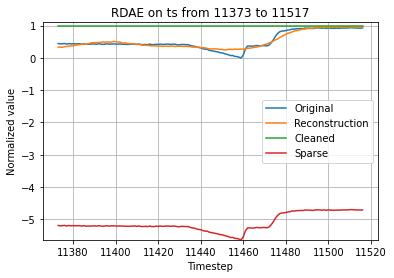 RDAE on ts from 11373 to 11517
Normalized value
1
0
−1
−2
−3
−4
−5
Original
Reconstruction
Cleaned
Sparse
11380 11400 11420 11440 11460 11480 11500 11520
Timestep